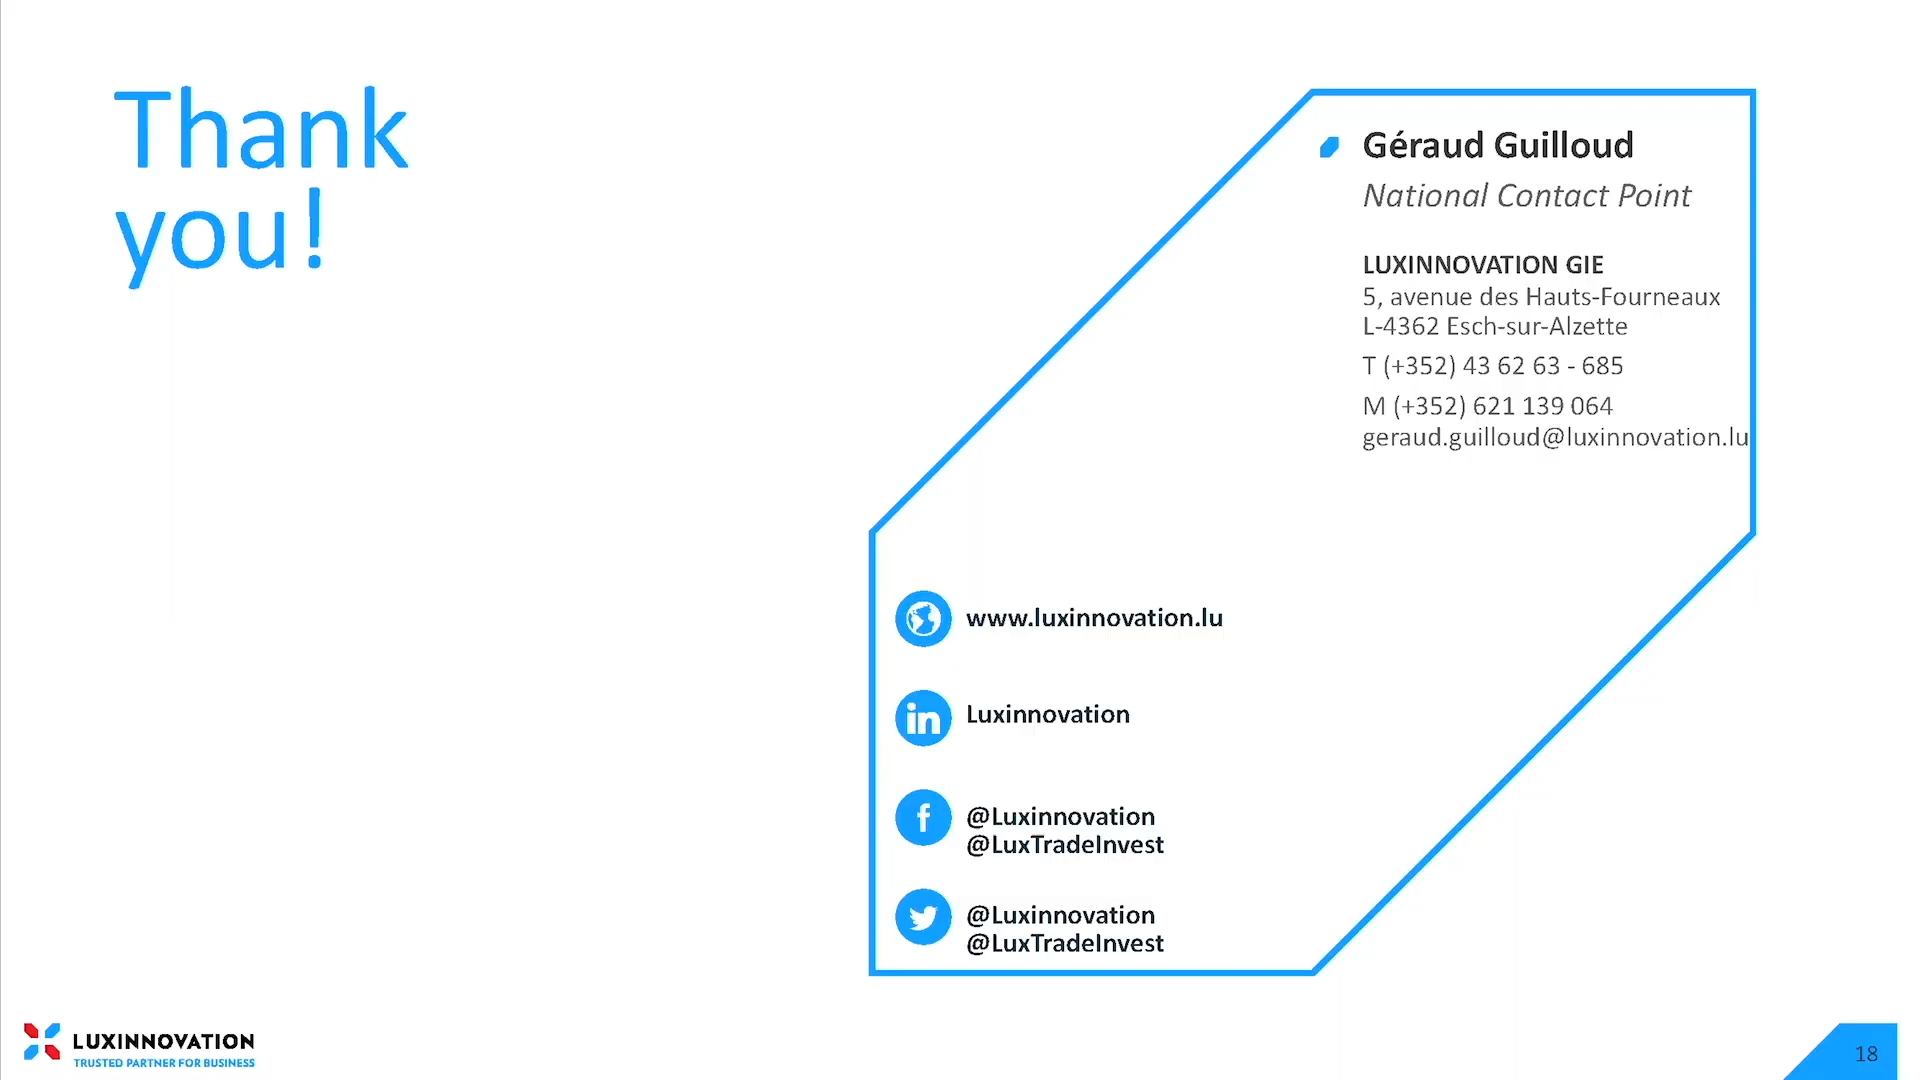 Thank
you!
Géraud Guilloud
National Contact Point
LUXINNOVATION GIE
5, avenue des Hauts-Fourneaux
L-4362 Esch-sur-Alzette
T (+352) 43 62 63 - 685
M (+352) 621 139 064
geraud.guilloud@luxinnovation.lu
www.luxinnovation.lu
in Luxinnovation
f @Luxinnovation
@LuxTradeInvest
@Luxinnovation
@LuxTradeInvest
LUXINNOVATION
TRUSTED PARTNER FOR BUSINESS
18